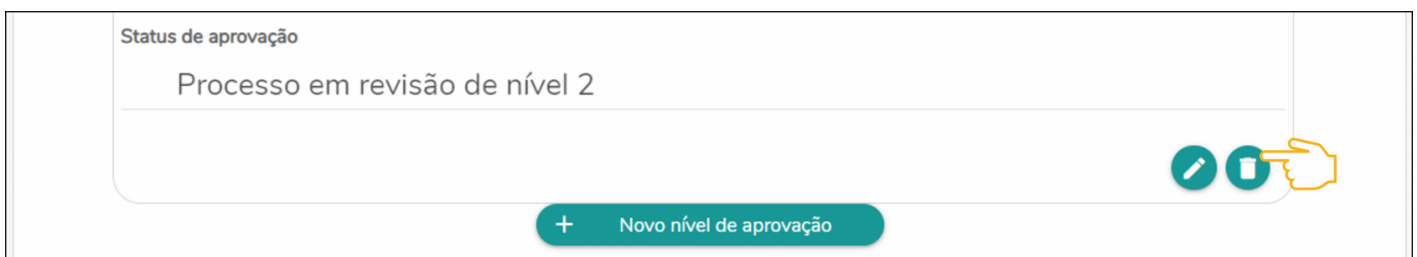 Status de aprovação
Processo em revisão de nível 2
+ Novo nível de aprovação